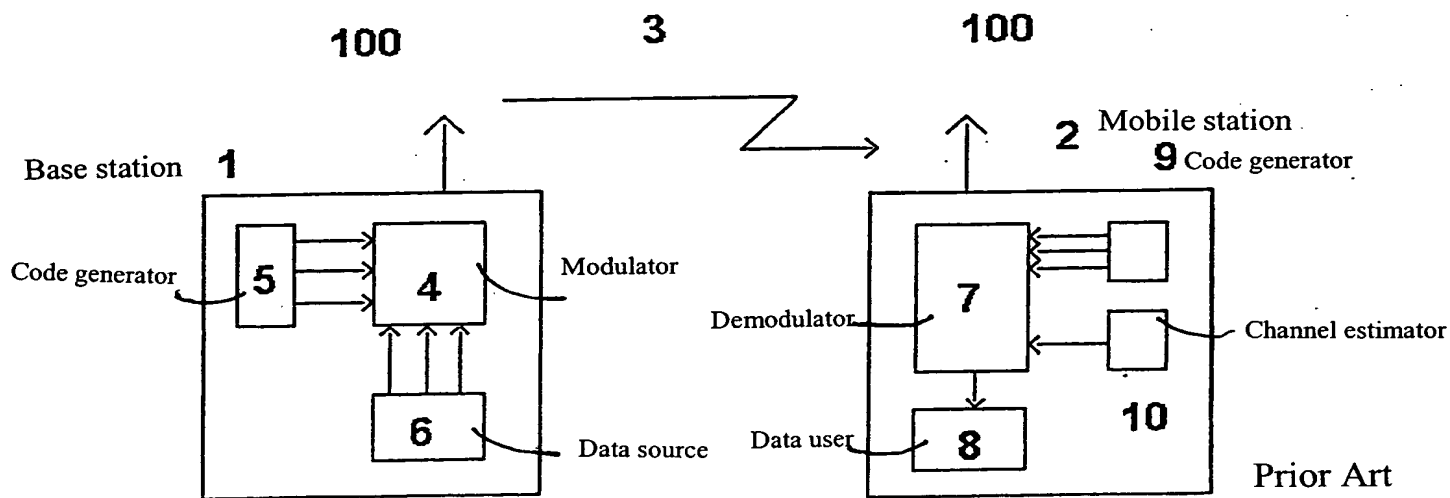 100
3
100
2 Mobile station
Base station 1
9 Code generator
Code generator
5
4
Modulator
7
Demodulator
Channel estimator
6
Data source
Data user
8
10
Prior Art